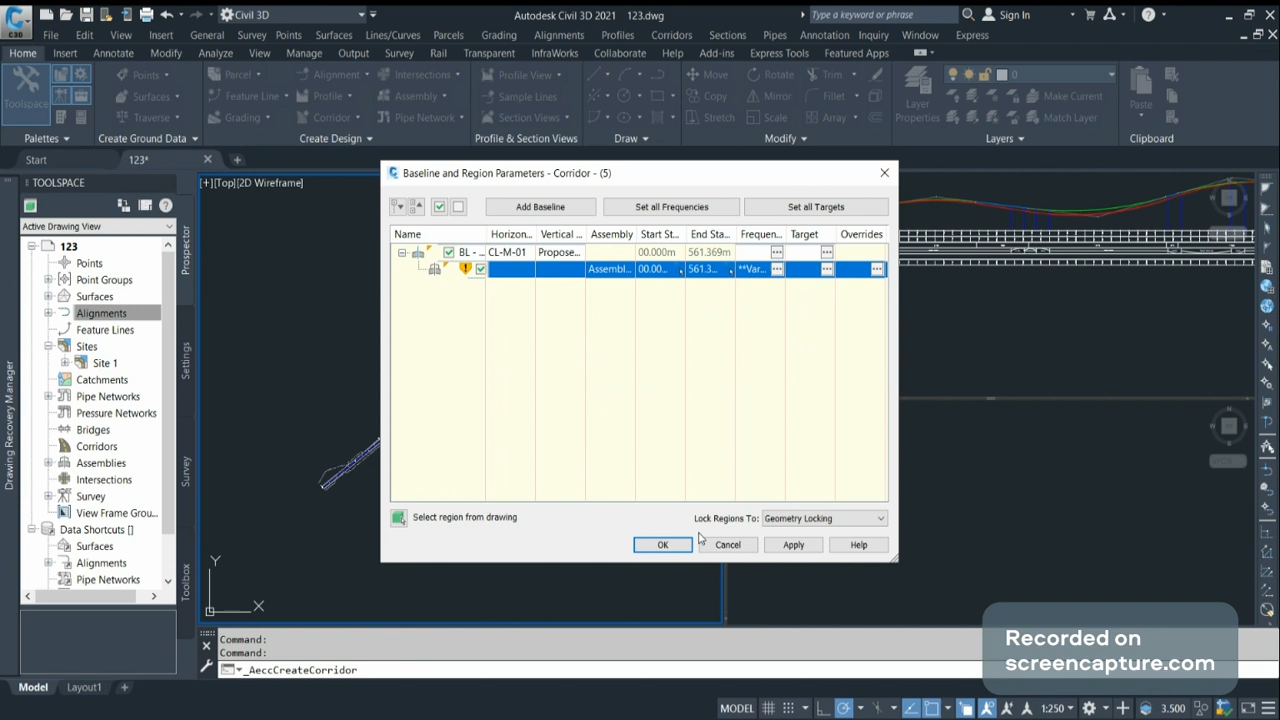 C3D
Civil 3D
Autodesk Civil 3D 2021 123.dwg
Type a keyword or phrase
Sign In
File Edit View Insert General Survey Points Surfaces Lines/Curves Parcels Grading Alignments Profiles Corridors Sections Pipes Annotation Inquiry Window Express
Home Insert Annotate Modify Analyze View Manage Output Survey Rail Transparent InfraWorks Collaborate Help Add-ins Express Tools Featured Apps
Toolspace
Points
Surfaces
Traverse
Parcel
Feature Line
Grading
Alignment
Profile
Corridor
Intersections
Assembly
Pipe Network
Profile View
Sample Lines
Section Views
Move
Copy
Stretch
Rotate
Mirror
Scale
Trim
Fillet
Array
Layer
Properties
0
Make Current
Match Layer
Paste
Palettes Create Ground Data Create Design Profile & Section Views Draw Modify Layers Clipboard
Start 123*
TOOLSPACE
Active Drawing View
123
Points
Point Groups
Surfaces
Alignments
Feature Lines
Sites
Site 1
Catchments
Pipe Networks
Pressure Networks
Bridges
Corridors
Assemblies
Intersections
Survey
View Frame Grou...
Data Shortcuts []
Surfaces
Alignments
Pipe Networks
Prospector
Settings
Survey
Toolbox
Drawing Recovery Manager
[+][Top][2D Wireframe]
Baseline and Region Parameters - Corridor - (5)
Add Baseline Set all Frequencies Set all Targets
Name Horizon... Vertical ... Assembly Start St... End Sta... Frequen... Target Overrides
BL - ... CL-M-01 Propose... 00.000m 561.369m
Assembl... 00.00... 561.3... **Var...
Select region from drawing
Lock Regions To: Geometry Locking
OK Cancel Apply Help
Y
X
Command:
Command:
_AeccCreateCorridor
Model Layout1
MODEL 1:250 3.500
Recorded on
screencapture.com